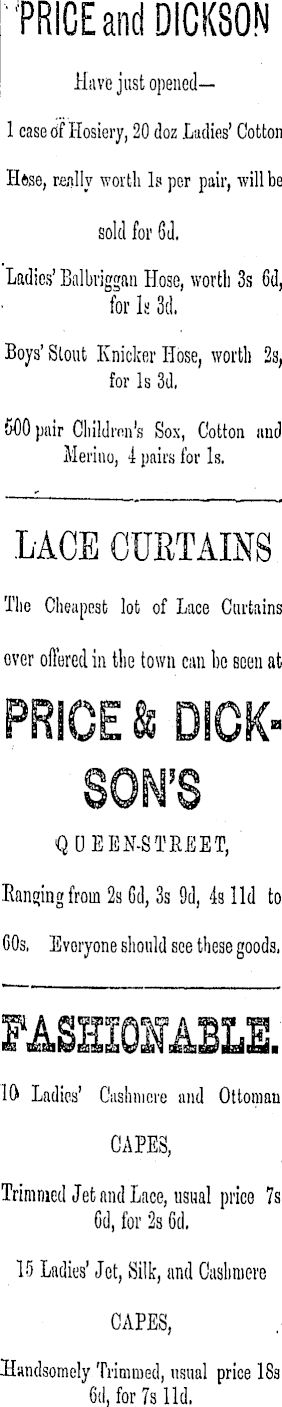 PRICE and DICKSON
Have just opened—
1 case of Hosiery, 20 doz Ladies' Cotton
Hose, really worth 1s per pair, will be
sold for 6d.
Ladies' Balbriggan Hose, worth 3s 6d,
for 1s 3d.
Boys' Stout Knicker Hose, worth 2s,
for 1s 3d.
500 pair Children's Sox, Cotton and
Merino, 4 pairs for 1s.
LACE CURTAINS
The Cheapest lot of Lace Curtains
ever offered in the town can be seen at
PRICE & DICK-
SON'S
QUEEN-STREET,
Ranging from 2s 6d, 3s 9d, 4s 11d to
60s. Everyone should see these goods.
FASHIONABLE.
10 Ladies' Cashmere and Ottoman
CAPES,
Trimmed Jet and Lace, usual price 7s
6d, for 2s 6d.
15 Ladies' Jet, Silk, and Cashmere
CAPES,
Handsomely Trimmed, usual price 18s
6d, for 7s 11d.